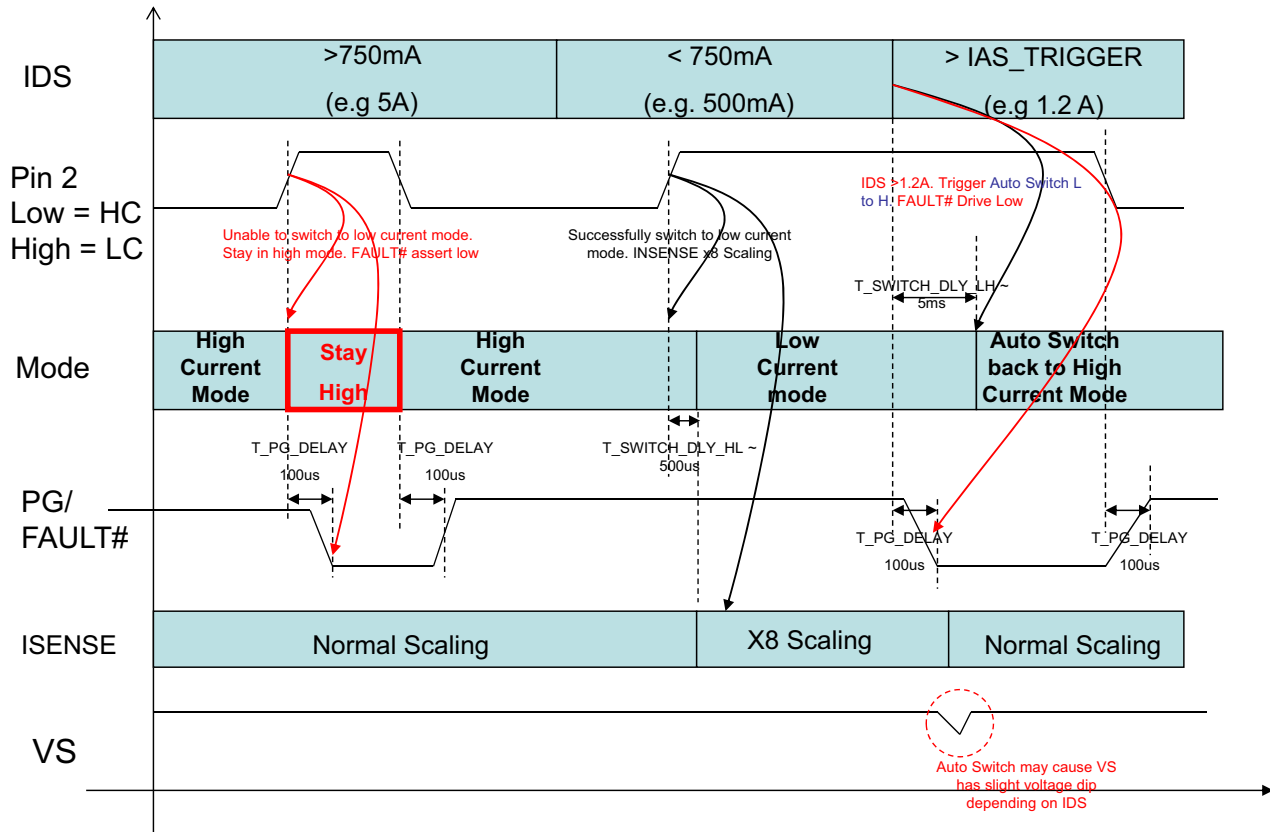 IDS
>750mA
(e.g 5A)
< 750mA
(e.g. 500mA)
> IAS_TRIGGER
(e.g 1.2 A)
Pin 2
Low = HC
High = LC
Unable to switch to low current mode.
Stay in high mode. FAULT# assert low
Successfully switch to low current
mode. INSENSE x8 Scaling
IDS >1.2A. Trigger Auto Switch L
to H. FAULT# Drive Low
T_SWITCH_DLY_LH ~
5ms
Mode
High
Current
Mode
Stay
High
High
Current
Mode
Low
Current
mode
Auto Switch
back to High
Current Mode
T_PG_DELAY
100us
T_PG_DELAY
100us
T_SWITCH_DLY_HL ~
500us
PG/
FAULT#
T_PG_DELAY
100us
T_PG_DELAY
100us
ISENSE
Normal Scaling
X8 Scaling
Normal Scaling
VS
Auto Switch may cause VS
has slight voltage dip
depending on IDS